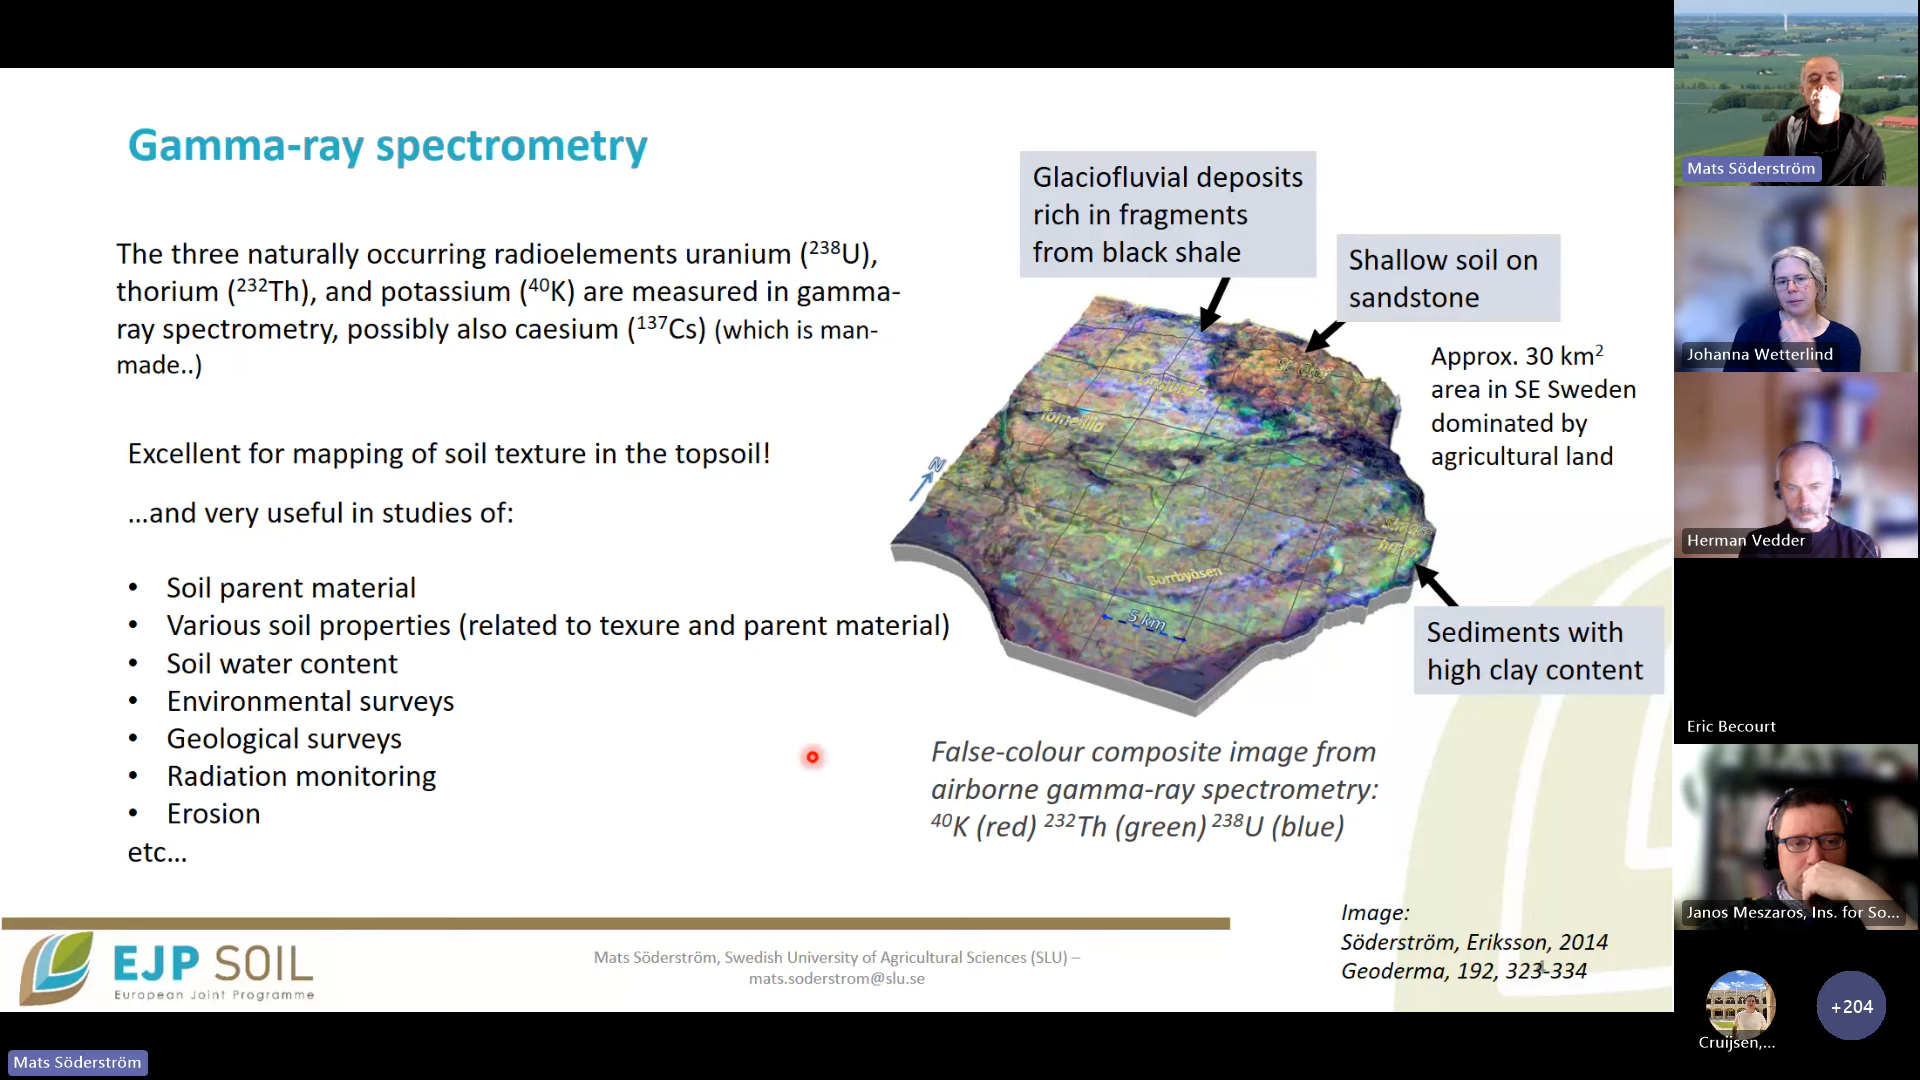 Gamma-ray spectrometry
The three naturally occurring radioelements uranium (²³⁸U),
thorium (²³²Th), and potassium (⁴⁰K) are measured in gamma-
ray spectrometry, possibly also caesium (¹³⁷Cs) (which is man-
made..)
Excellent for mapping of soil texture in the topsoil!
...and very useful in studies of:
• Soil parent material
• Various soil properties (related to texure and parent material)
• Soil water content
• Environmental surveys
• Geological surveys
• Radiation monitoring
• Erosion
etc...
Glaciofluvial deposits
rich in fragments
from black shale
Shallow soil on
sandstone
Approx. 30 km²
area in SE Sweden
dominated by
agricultural land
N
Tomelilla
Borrbyåsen
5 km
Sediments with
high clay content
False-colour composite image from
airborne gamma-ray spectrometry:
⁴⁰K (red) ²³²Th (green) ²³⁸U (blue)
Image:
Söderström, Eriksson, 2014
Geoderma, 192, 323-334
EJP SOIL
European Joint Programme
Mats Söderström, Swedish University of Agricultural Sciences (SLU) –
mats.soderstrom@slu.se
Mats Söderström
Johanna Wetterlind
Herman Vedder
Eric Becourt
Janos Meszaros, Ins. for So...
Cruijsen,...
+204
Mats Söderström